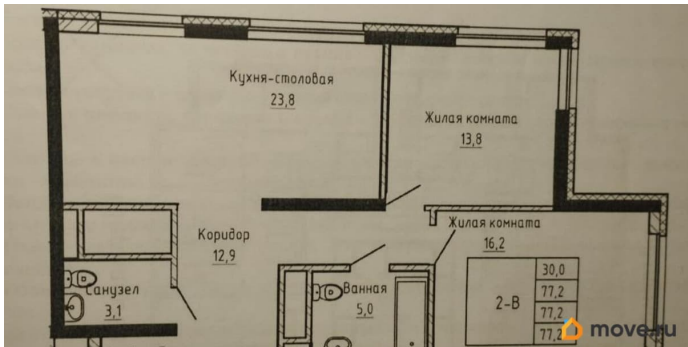 Кухня-столовая
23,8
Жилая комната
13,8
Жилая комната
16,2
Коридор
12,9
Санузел
3,1
Ванная
5,0
2-В
30,0
77,2
77,2
77,2
move.ru